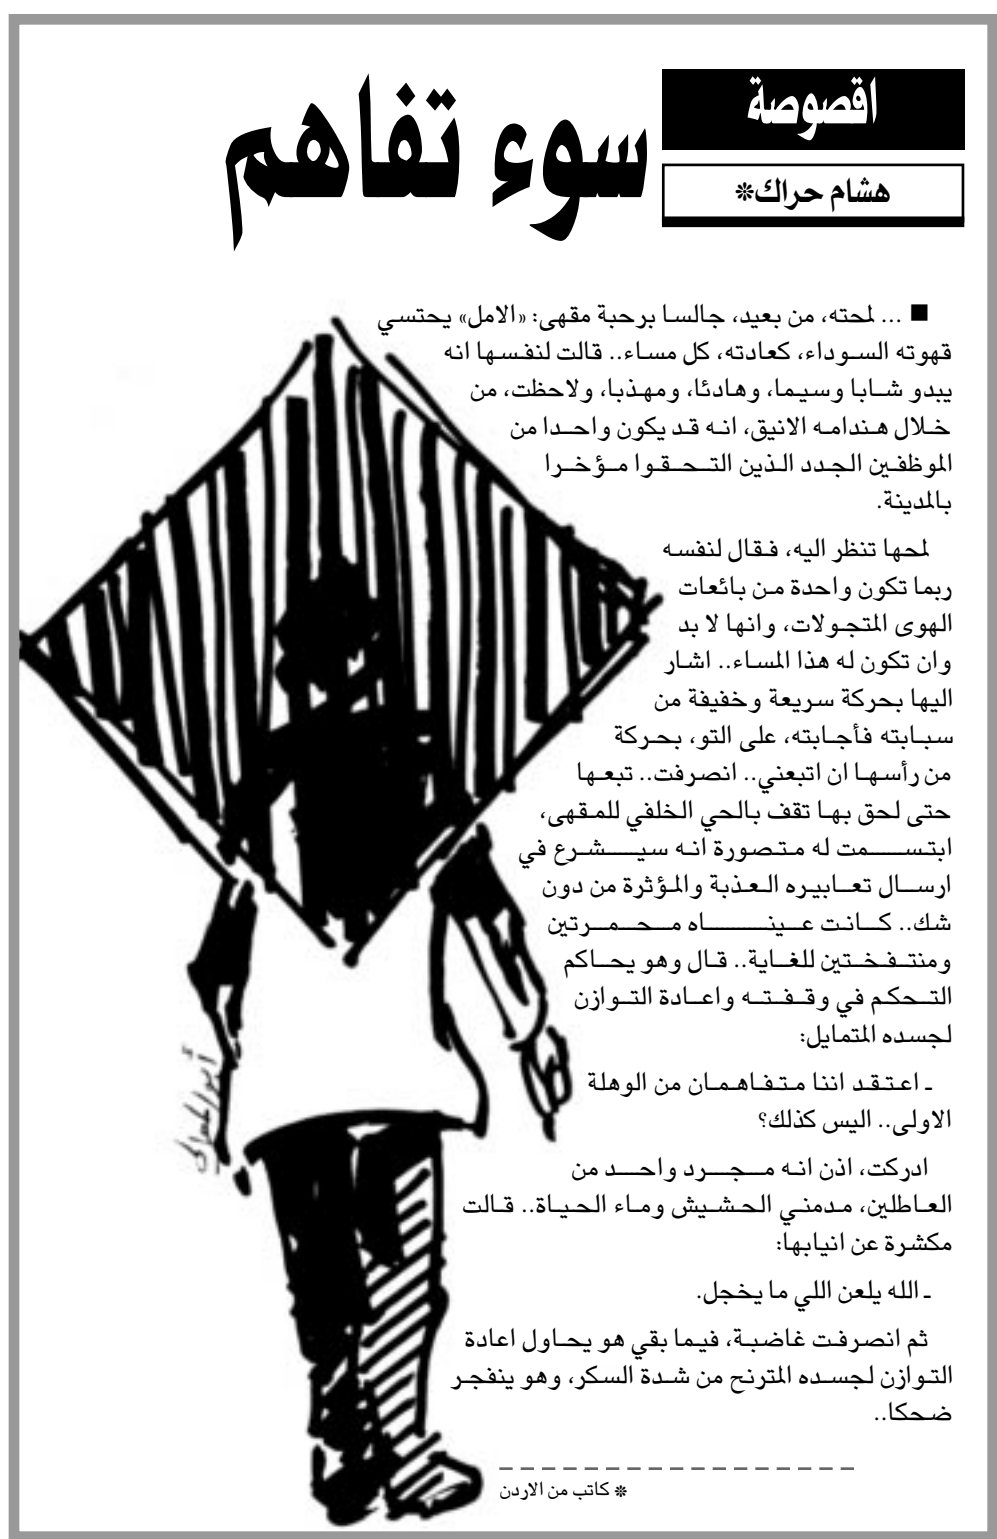 اقصوصة
سوء تفاهم
هشام حراك❊
■ ... لمحته، من بعيد، جالسا برحبة مقهى: «الامل» يحتسي
قهوته السوداء، كعادته، كل مساء.. قالت لنفسها انه
يبدو شابا وسيما، وهادئا، ومهذبا، ولاحظت، من
خلال هندامه الانيق، انه قد يكون واحدا من
الموظفين الجدد الذين التحقوا مؤخرا
بالمدينة.
لمحها تنظر اليه، فقال لنفسه
ربما تكون واحدة من بائعات
الهوى المتجولات، وانها لا بد
وان تكون له هذا المساء.. اشار
اليها بحركة سريعة وخفيفة من
سبابته فأجابته، على التو، بحركة
من رأسها ان اتبعني.. انصرفت.. تبعها
حتى لحق بها تقف بالحي الخلفي للمقهى،
ابتسمت له متصورة انه سيشرع في
ارسال تعابيره العذبة والمؤثرة من دون
شك.. كانت عيناه محمرتين
ومنتفختين للغاية.. قال وهو يحاكم
التحكم في وقفته واعادة التوازن
لجسده المتمايل:
ـ اعتقد اننا متفاهمان من الوهلة
الاولى.. اليس كذلك؟
ادركت، اذن انه مجرد واحد من
العاطلين، مدمني الحشيش وماء الحياة.. قالت
مكشرة عن انيابها:
ـ الله يلعن اللي ما يخجل.
ثم انصرفت غاضبة، فيما بقي هو يحاول اعادة
التوازن لجسده المترنح من شدة السكر، وهو ينفجر
ضحكا..
❊ كاتب من الاردن